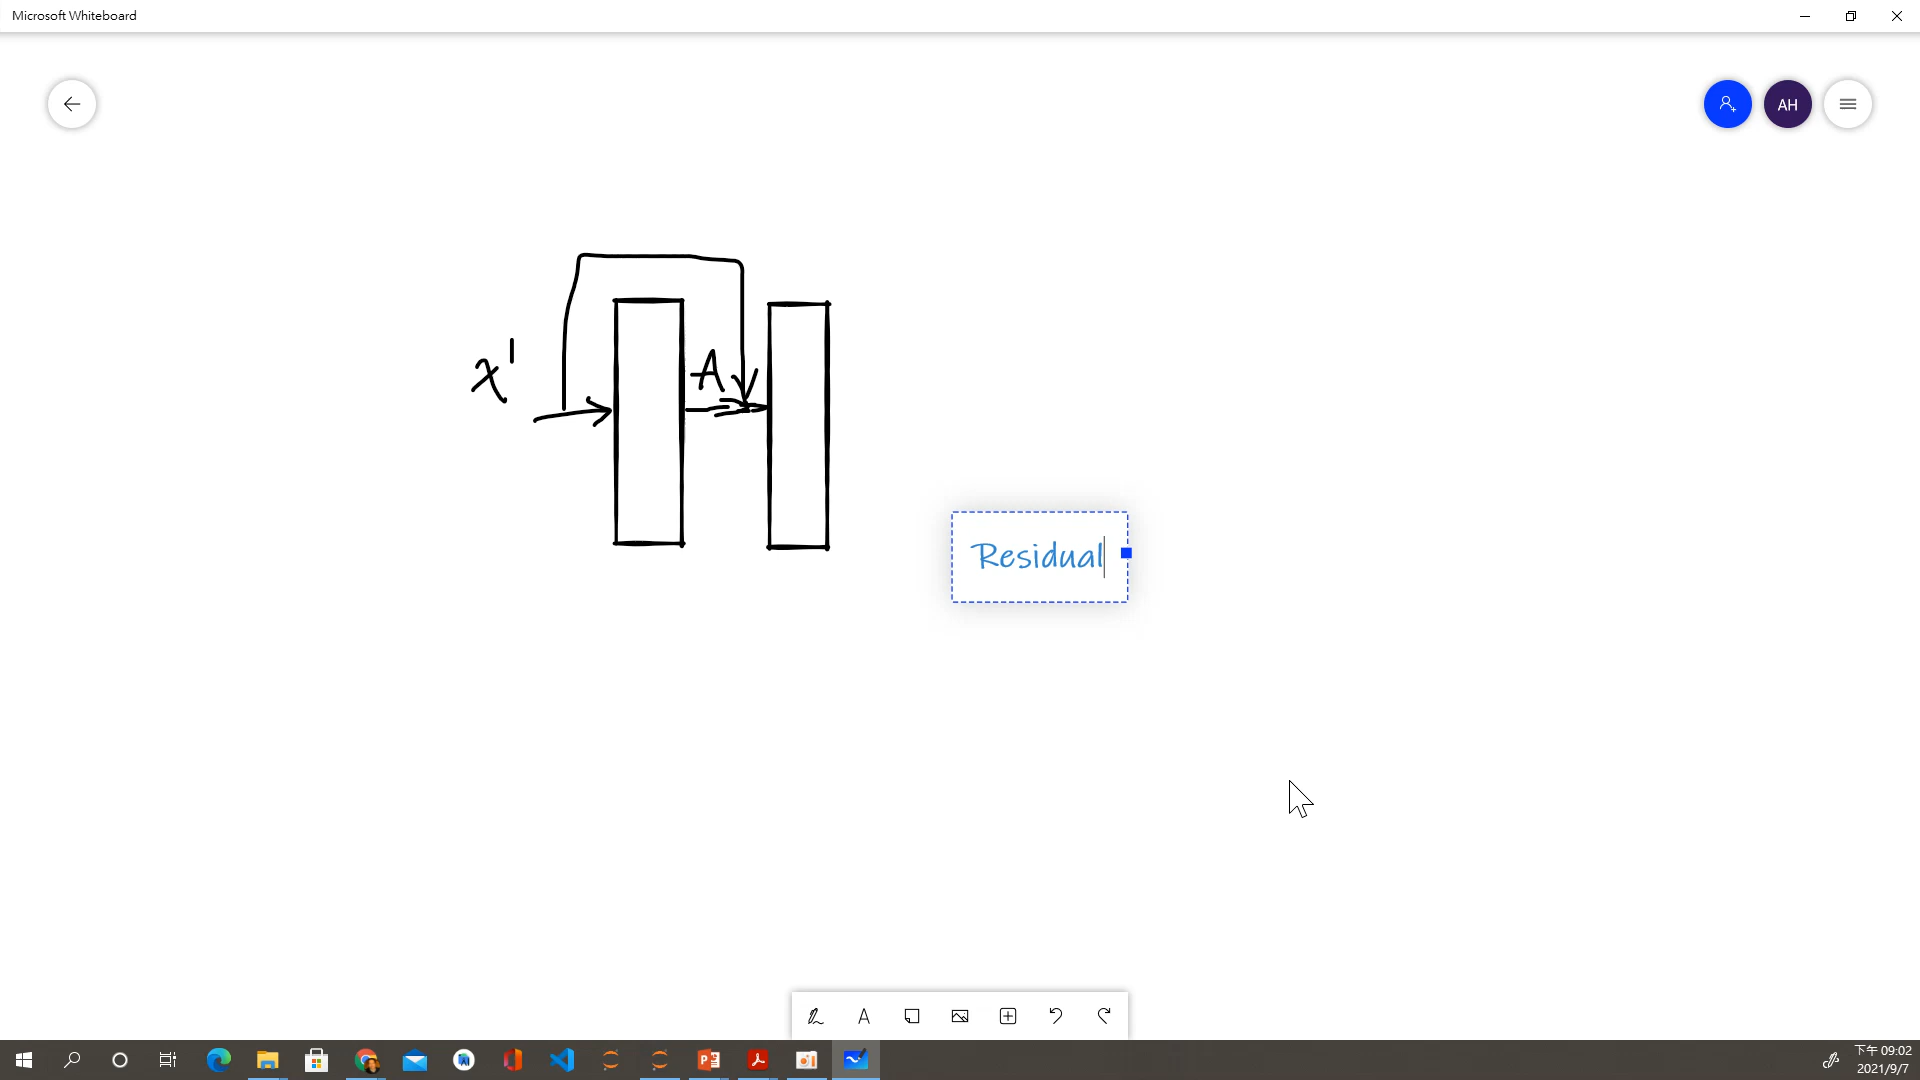 Microsoft Whiteboard
AH
x'
A
Residual
下午 09:02
2021/9/7